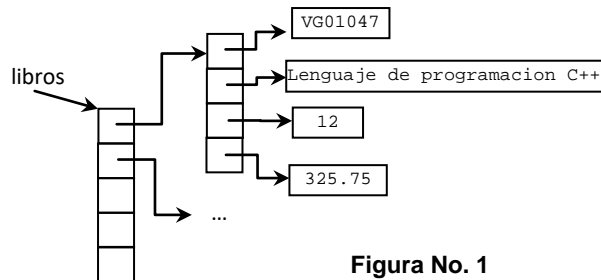 VG01047
libros
Lenguaje de programacion C++
12
325.75
...
Figura No. 1